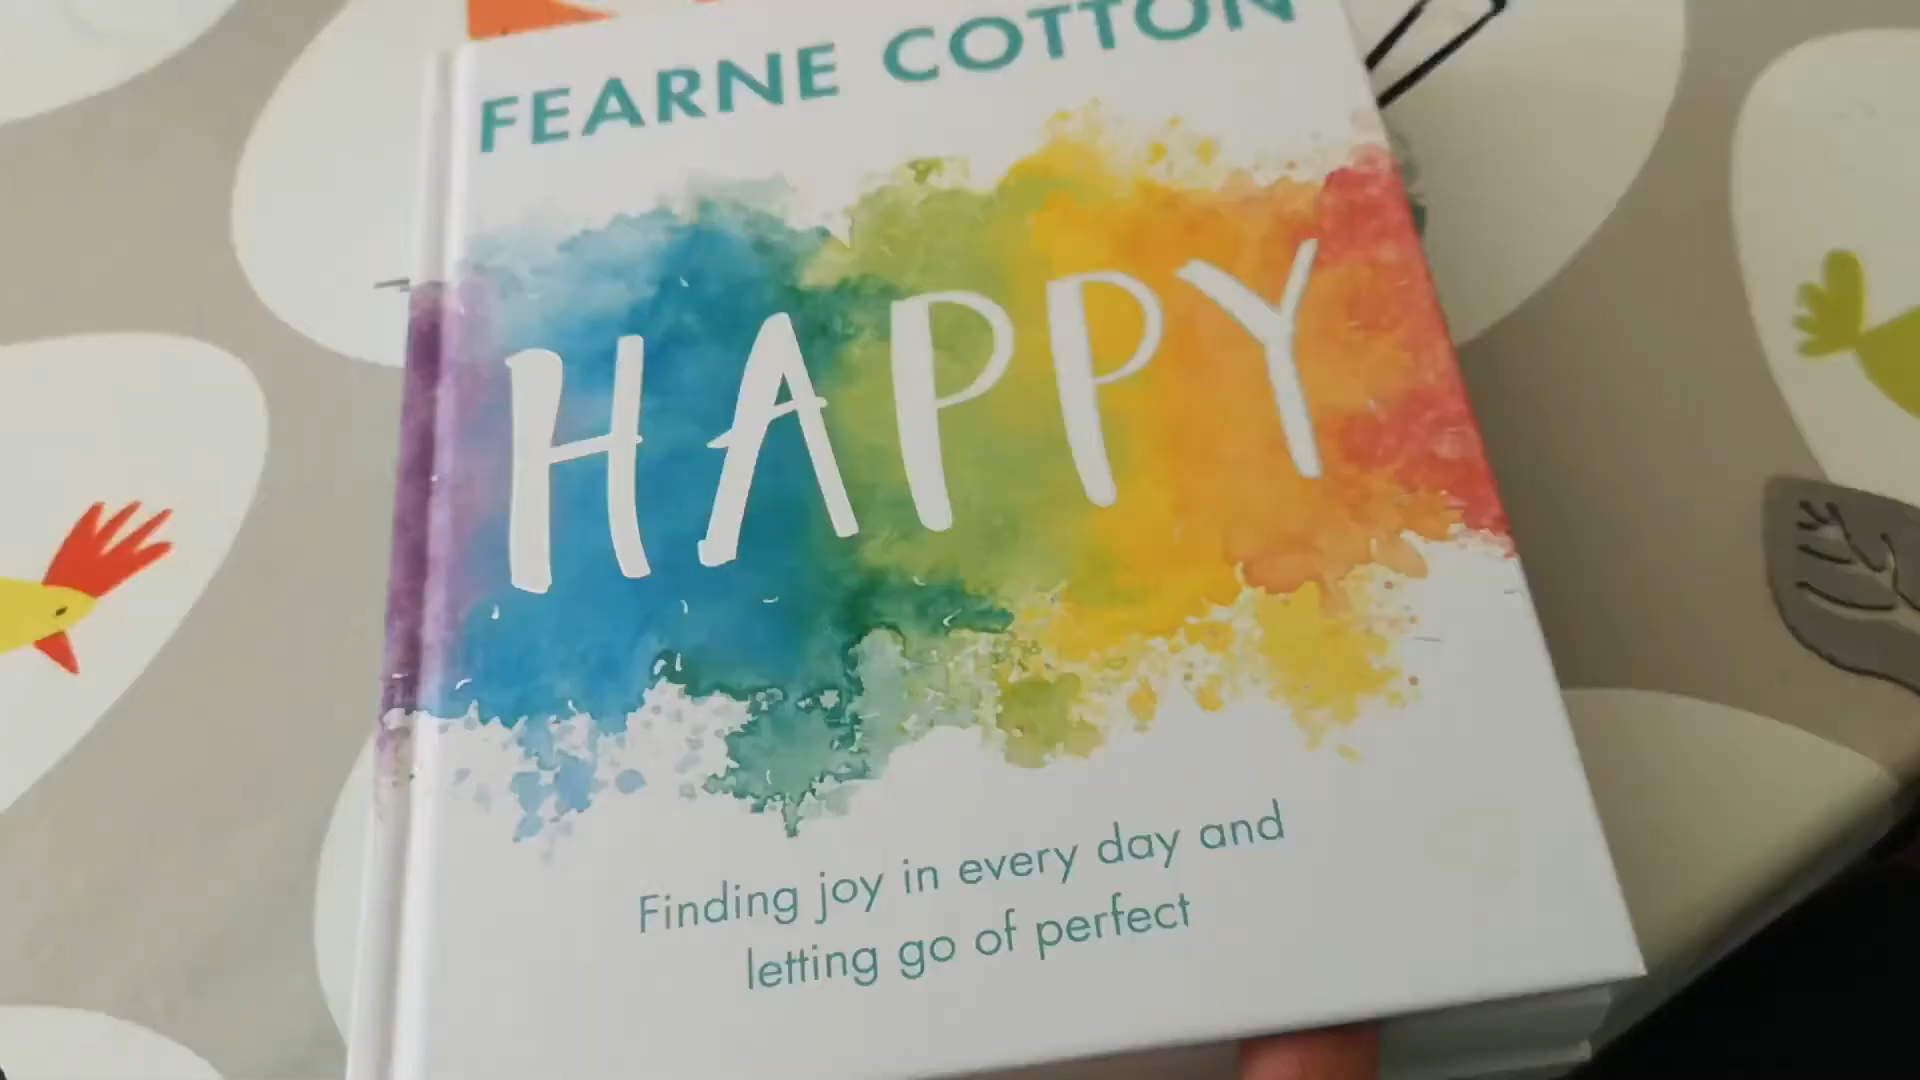 FEARNE COTTON
HAPPY
Finding joy in every day and
letting go of perfect